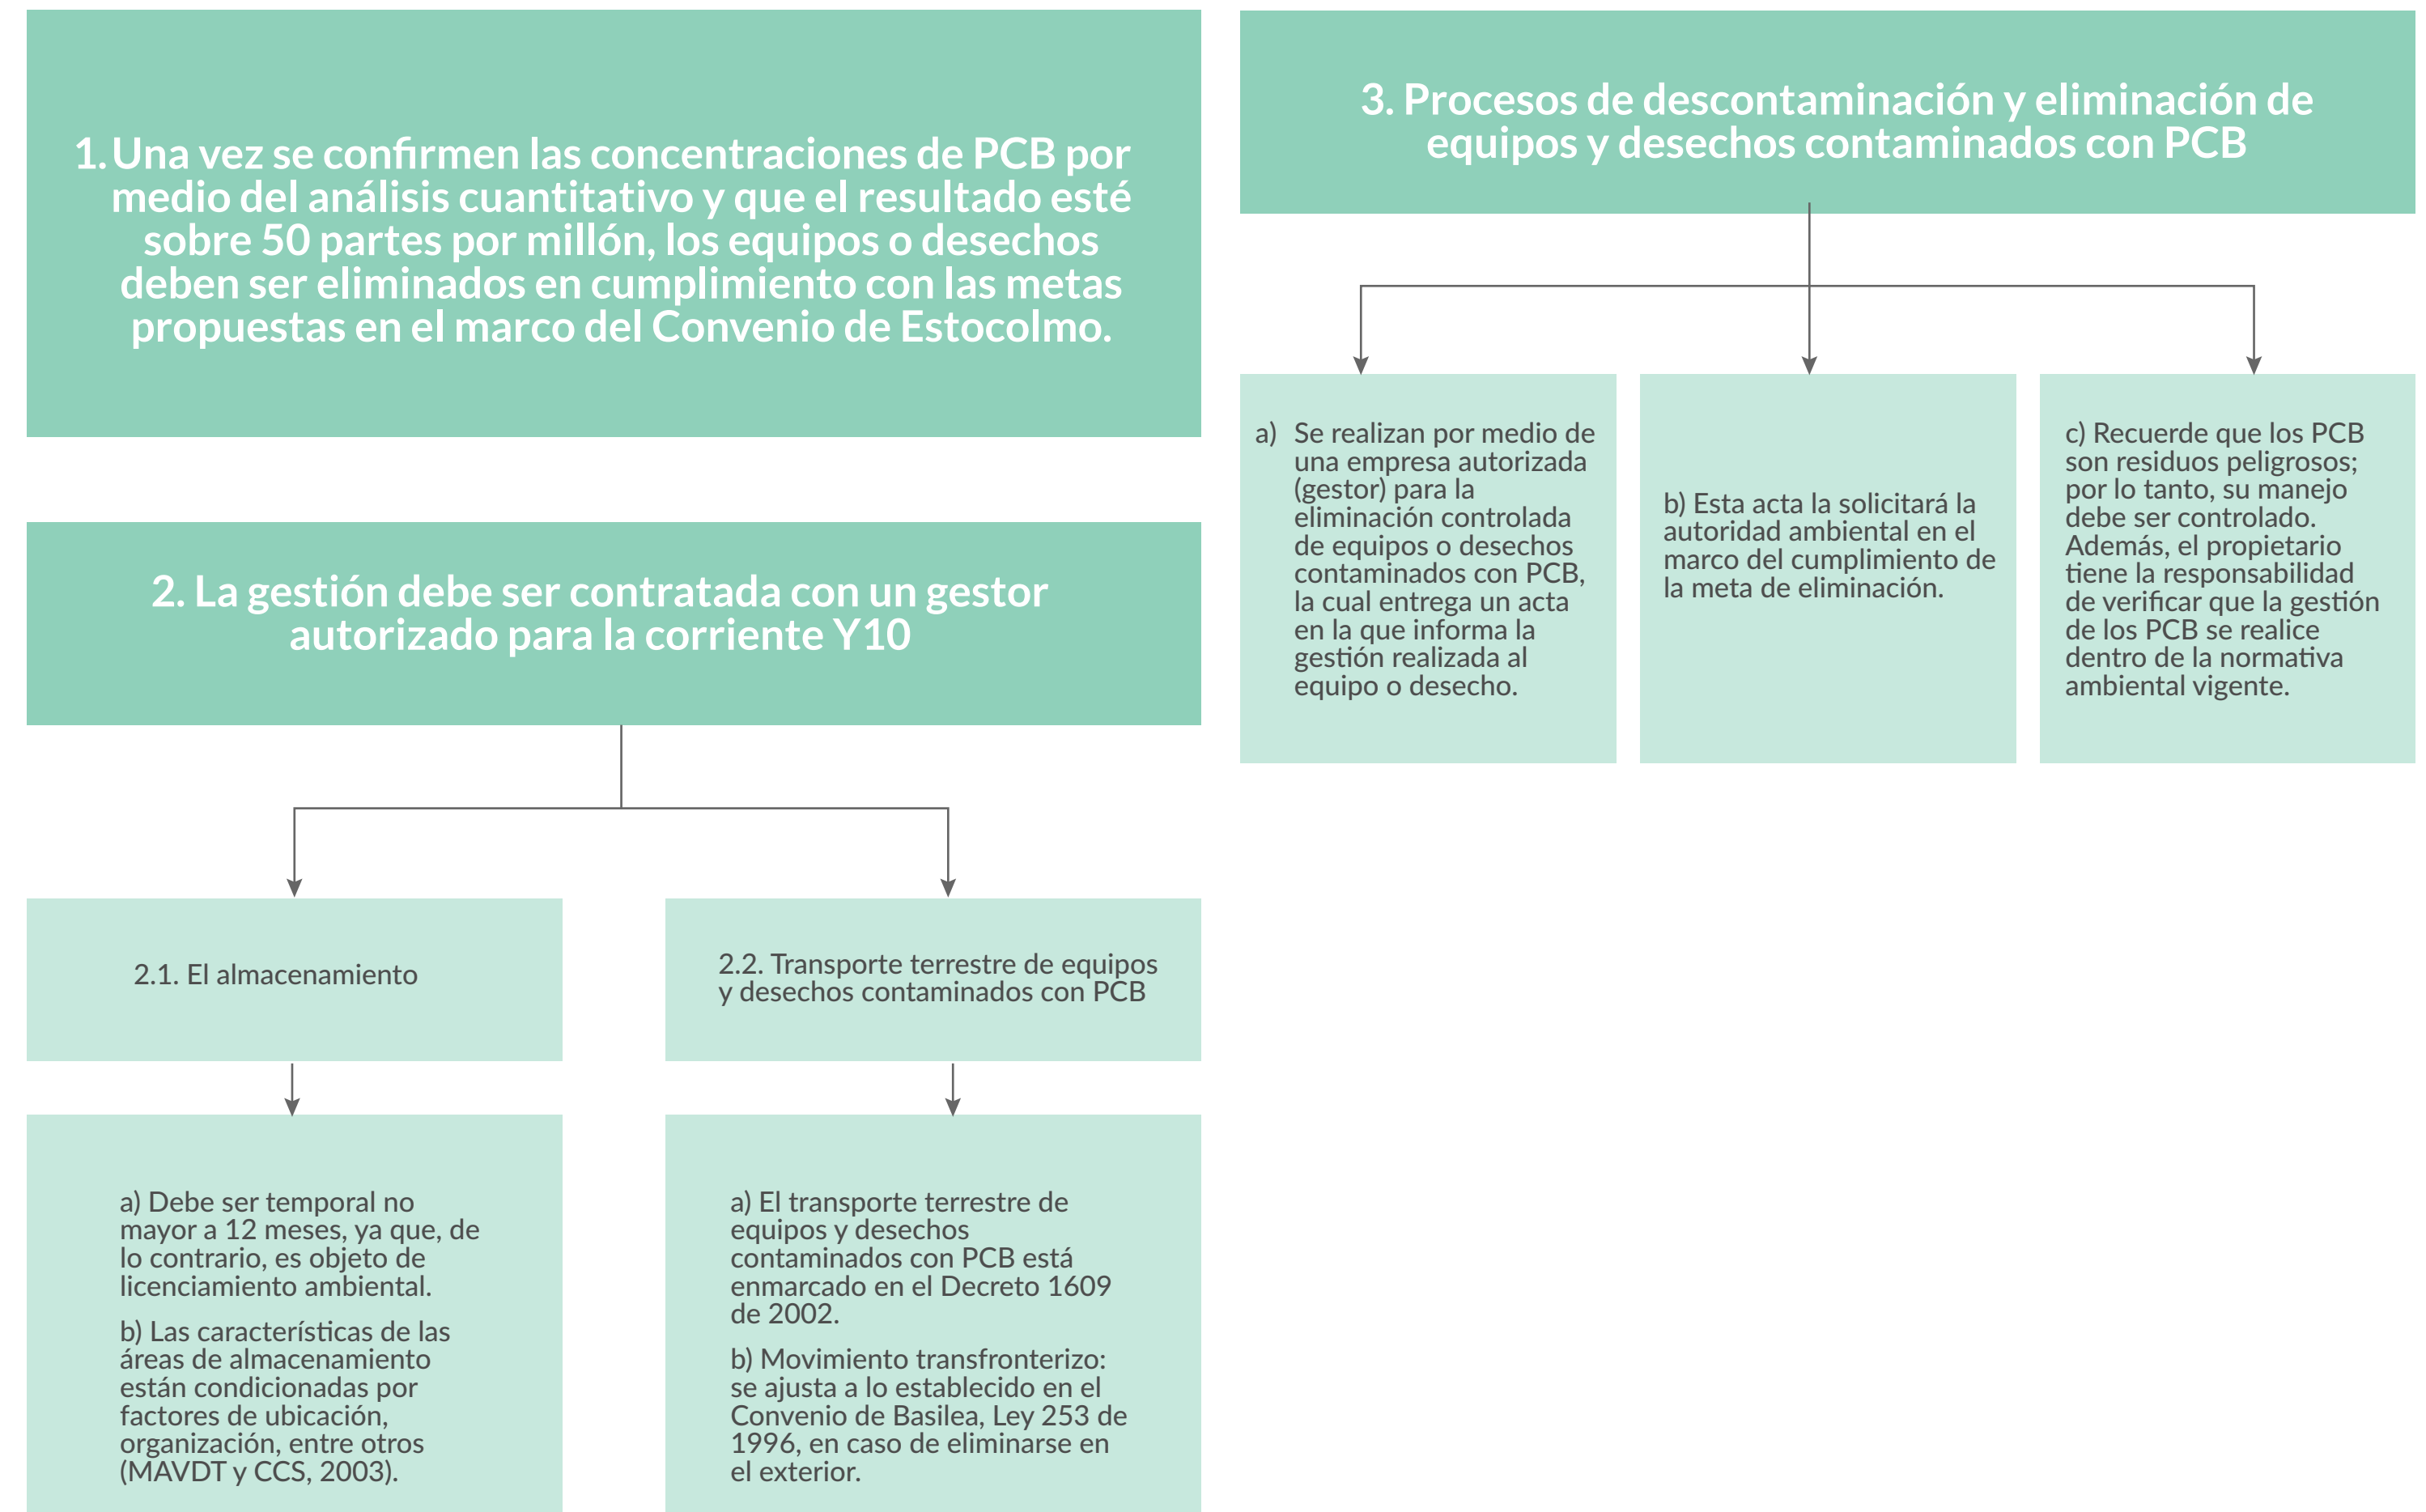 1. Una vez se confirmen las concentraciones de PCB por
medio del análisis cuantitativo y que el resultado esté
sobre 50 partes por millón, los equipos o desechos
deben ser eliminados en cumplimiento con las metas
propuestas en el marco del Convenio de Estocolmo.
2. La gestión debe ser contratada con un gestor
autorizado para la corriente Y10
2.1. El almacenamiento
a) Debe ser temporal no
mayor a 12 meses, ya que, de
lo contrario, es objeto de
licenciamiento ambiental.
b) Las características de las
áreas de almacenamiento
están condicionadas por
factores de ubicación,
organización, entre otros
(MAVDT y CCS, 2003).
2.2. Transporte terrestre de equipos
y desechos contaminados con PCB
a) El transporte terrestre de
equipos y desechos
contaminados con PCB está
enmarcado en el Decreto 1609
de 2002.
b) Movimiento transfronterizo:
se ajusta a lo establecido en el
Convenio de Basilea, Ley 253 de
1996, en caso de eliminarse en
el exterior.
3. Procesos de descontaminación y eliminación de
equipos y desechos contaminados con PCB
a) Se realizan por medio de
una empresa autorizada
(gestor) para la
eliminación controlada
de equipos o desechos
contaminados con PCB,
la cual entrega un acta
en la que informa la
gestión realizada al
equipo o desecho.
b) Esta acta la solicitará la
autoridad ambiental en el
marco del cumplimiento de
la meta de eliminación.
c) Recuerde que los PCB
son residuos peligrosos;
por lo tanto, su manejo
debe ser controlado.
Además, el propietario
tiene la responsabilidad
de verificar que la gestión
de los PCB se realice
dentro de la normativa
ambiental vigente.